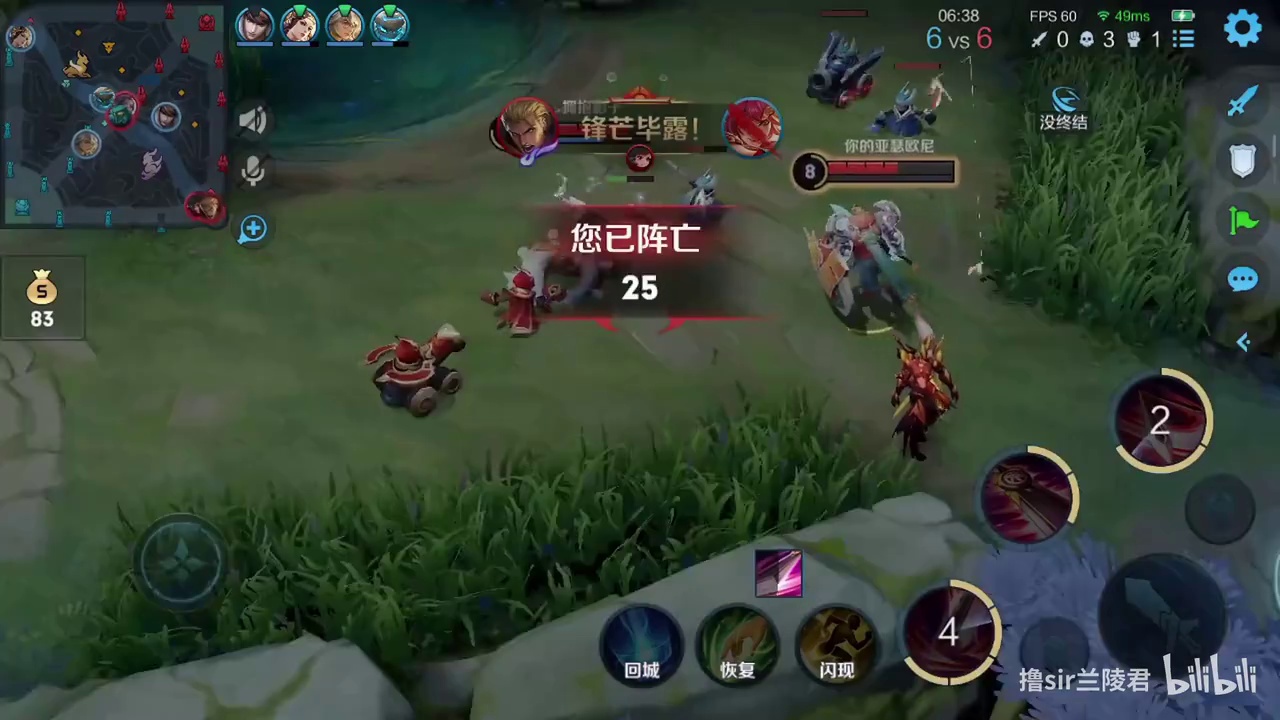 06:38
FPS 60
49ms
6 VS 6
0 3 1
没终结
锋芒毕露!
你的亚瑟欧尼
8
您已阵亡
25
S
83
2
4
回城
恢复
闪现
撸sir兰陵君
bilibili